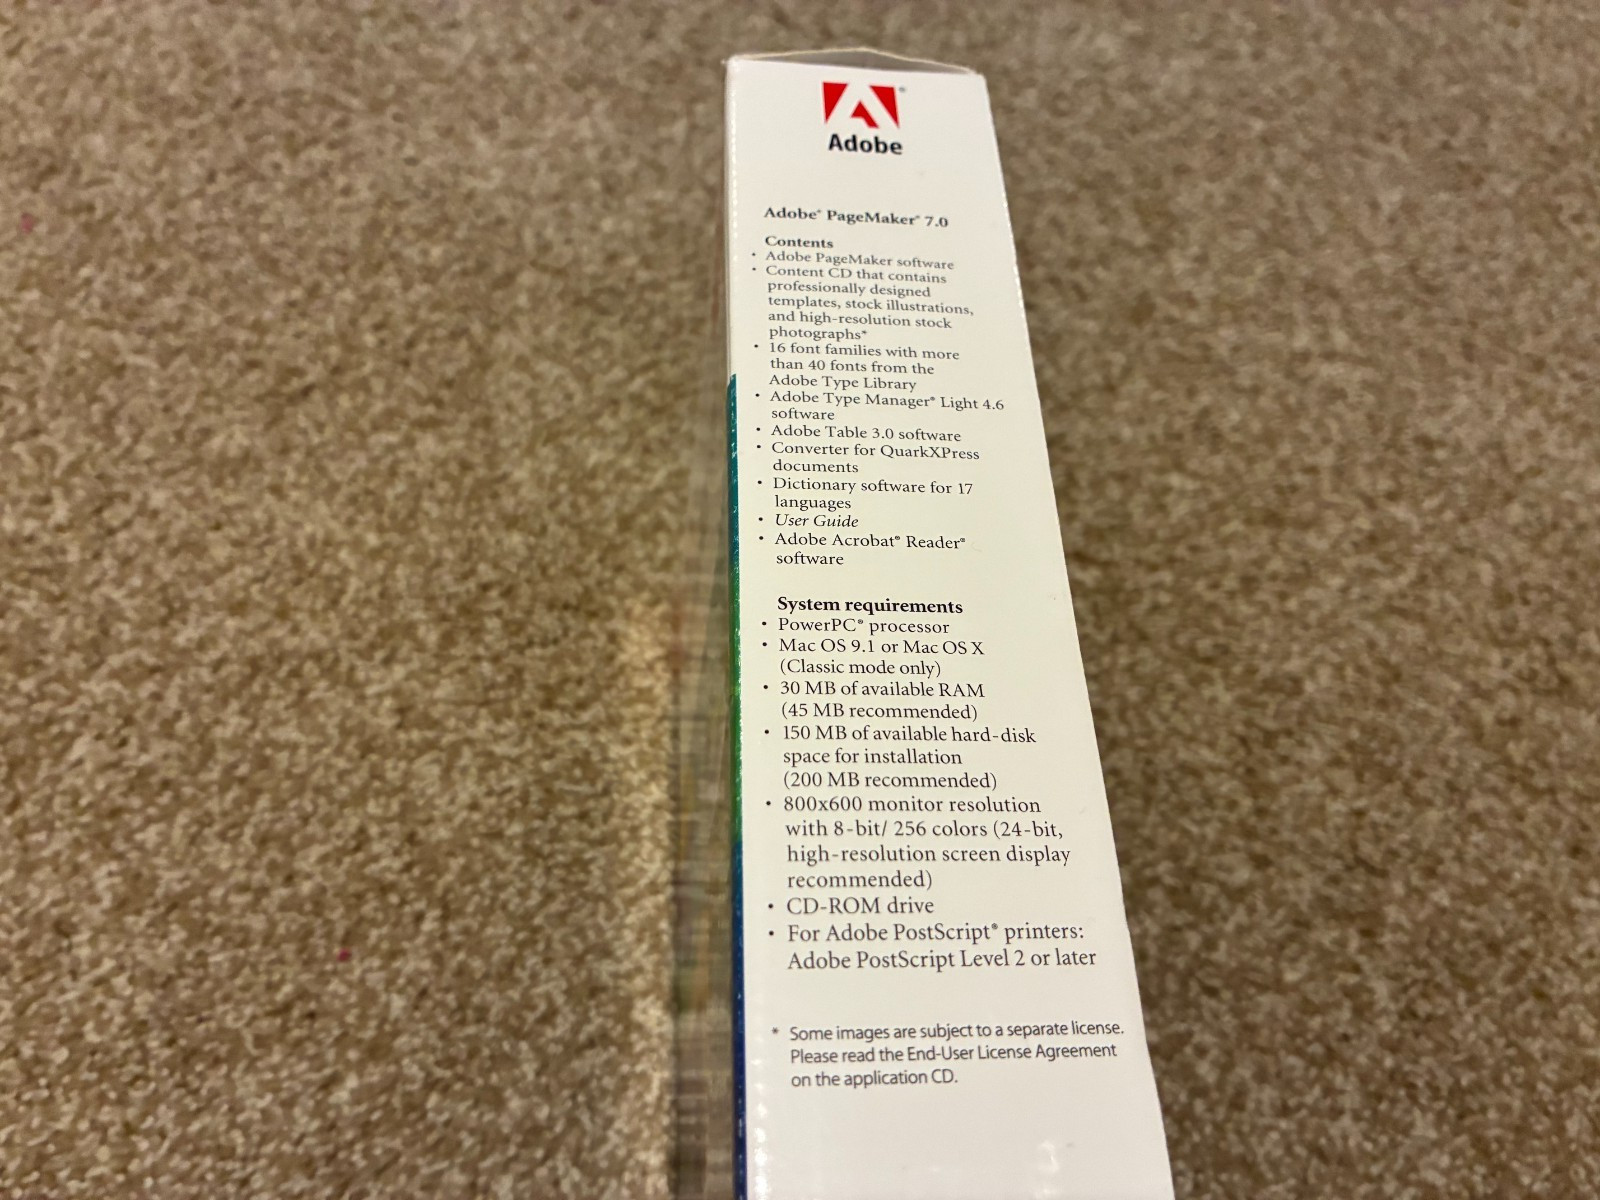 Adobe
Adobe® PageMaker® 7.0
Contents
• Adobe PageMaker software
• Content CD that contains
professionally designed
templates, stock illustrations,
and high-resolution stock
photographs*
• 16 font families with more
than 40 fonts from the
Adobe Type Library
• Adobe Type Manager® Light 4.6
software
• Adobe Table 3.0 software
• Converter for QuarkXPress
documents
• Dictionary software for 17
languages
• User Guide
• Adobe Acrobat® Reader®
software
System requirements
• PowerPC® processor
• Mac OS 9.1 or Mac OS X
(Classic mode only)
• 30 MB of available RAM
(45 MB recommended)
• 150 MB of available hard-disk
space for installation
(200 MB recommended)
• 800x600 monitor resolution
with 8-bit/ 256 colors (24-bit,
high-resolution screen display
recommended)
• CD-ROM drive
• For Adobe PostScript® printers:
Adobe PostScript Level 2 or later
* Some images are subject to a separate license.
Please read the End-User License Agreement
on the application CD.